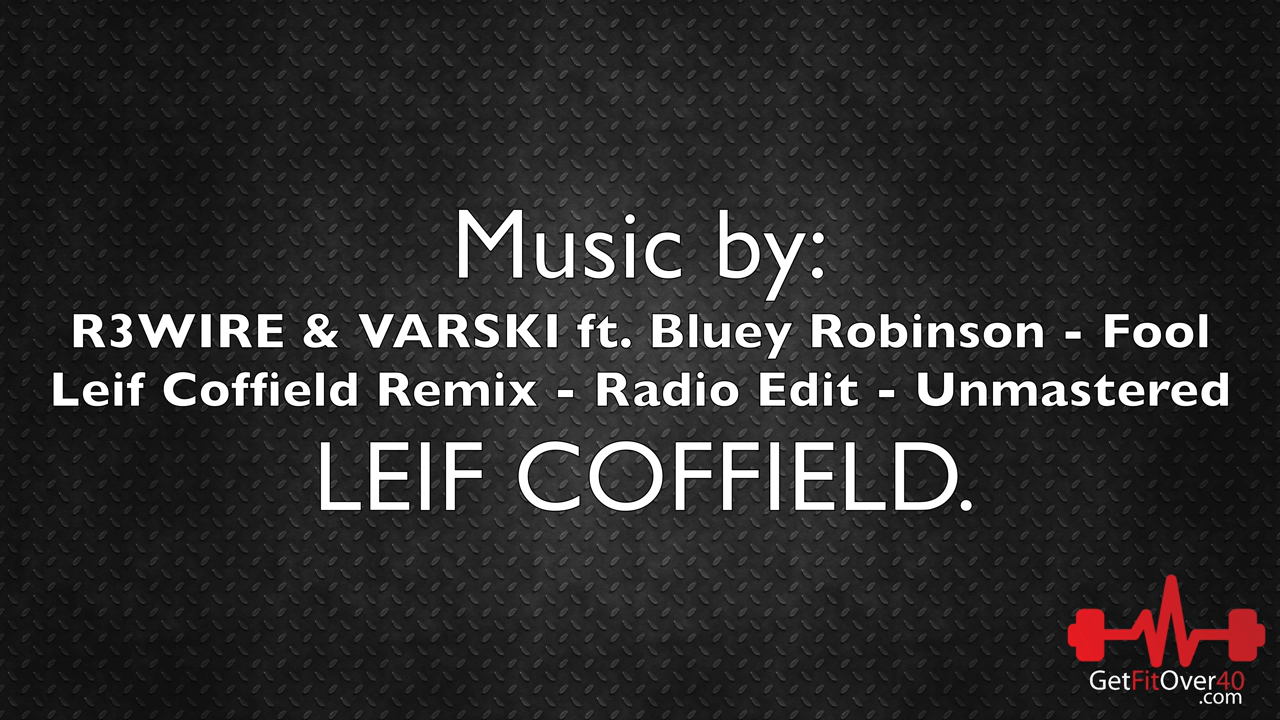 Music by:
R3WIRE & VARSKI ft. Bluey Robinson - Fool
Leif Coffield Remix - Radio Edit - Unmastered
LEIF COFFIELD.
GetFitOver40
.com